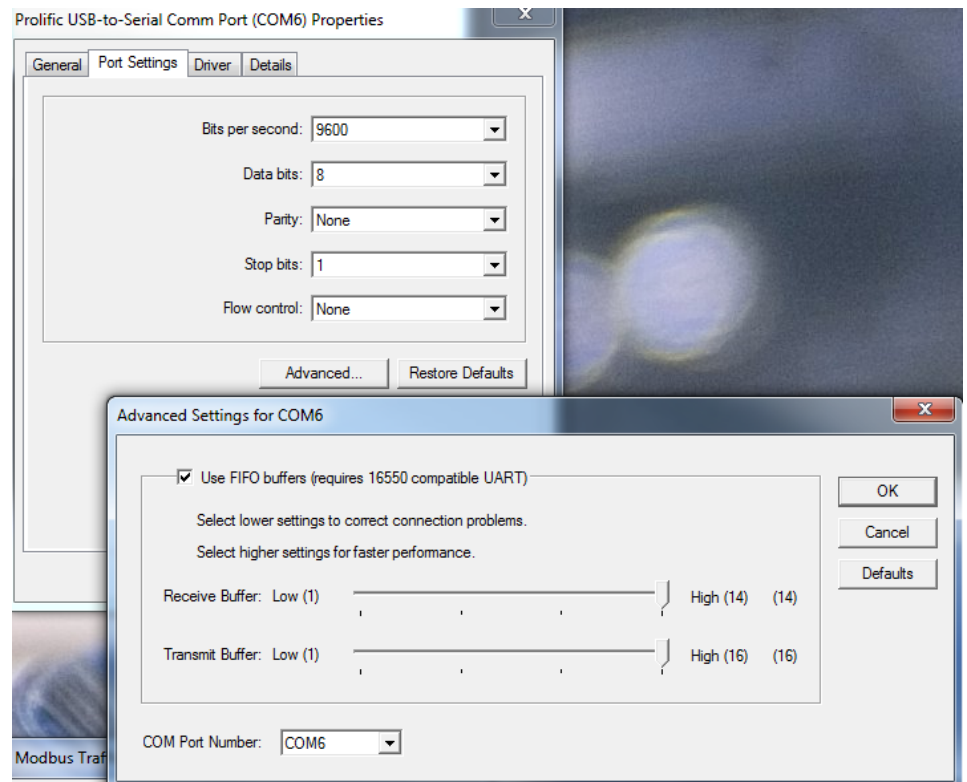 Prolific USB-to-Serial Comm Port (COM6) Properties
x
General Port Settings Driver Details
Bits per second: 9600
Data bits: 8
Parity: None
Stop bits: 1
Flow control: None
Advanced... Restore Defaults
Advanced Settings for COM6
x
Use FIFO buffers (requires 16550 compatible UART)
OK
Select lower settings to correct connection problems.
Cancel
Select higher settings for faster performance.
Defaults
Receive Buffer: Low (1) High (14) (14)
Transmit Buffer: Low (1) High (16) (16)
COM Port Number: COM6
Modbus Traf